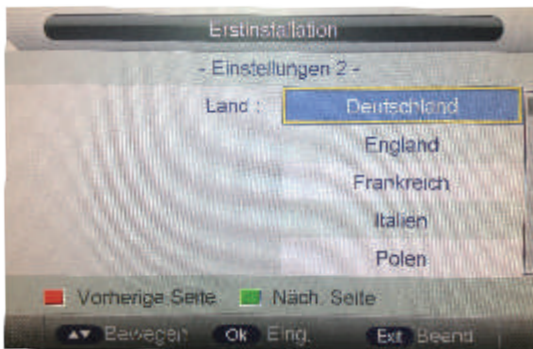 Erstinstallation
- Einstellungen 2 -
Land : Deutschland
England
Frankreich
Italien
Polen
Vorherige Seite Näch. Seite
▲▼ Bewegen Ok Eing. Exit Beend.